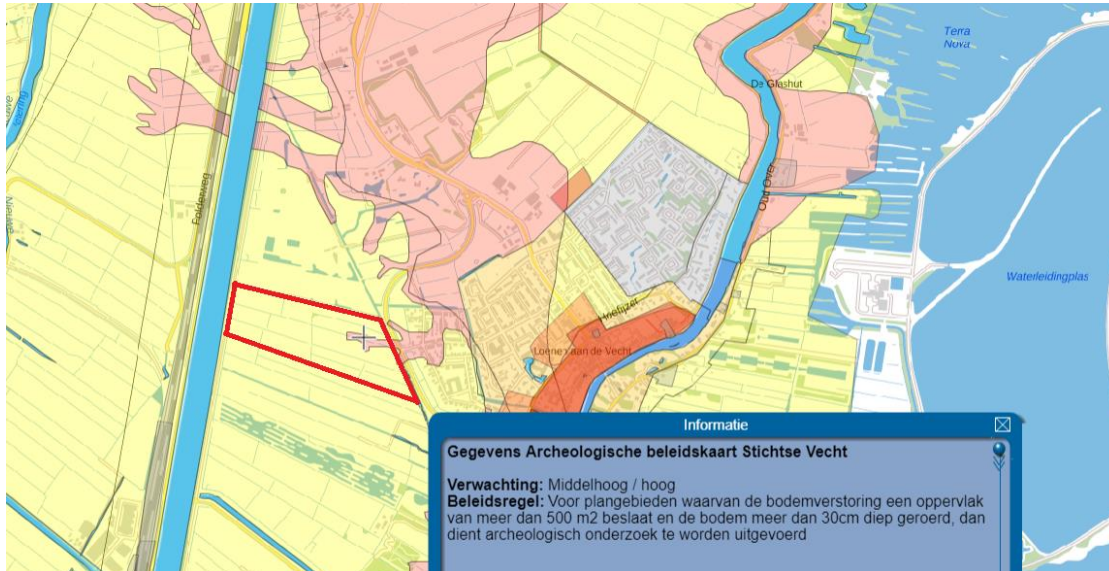 Terra
Nova
De Glashut
Polderweg
Oud Over
Waterleidingplas
Hoefijzer
Loenen aan de Vecht
Informatie
Gegevens Archeologische beleidskaart Stichtse Vecht
Verwachting: Middelhoog / hoog
Beleidsregel: Voor plangebieden waarvan de bodemverstoring een oppervlak
van meer dan 500 m2 beslaat en de bodem meer dan 30cm diep geroerd, dan
dient archeologisch onderzoek te worden uitgevoerd